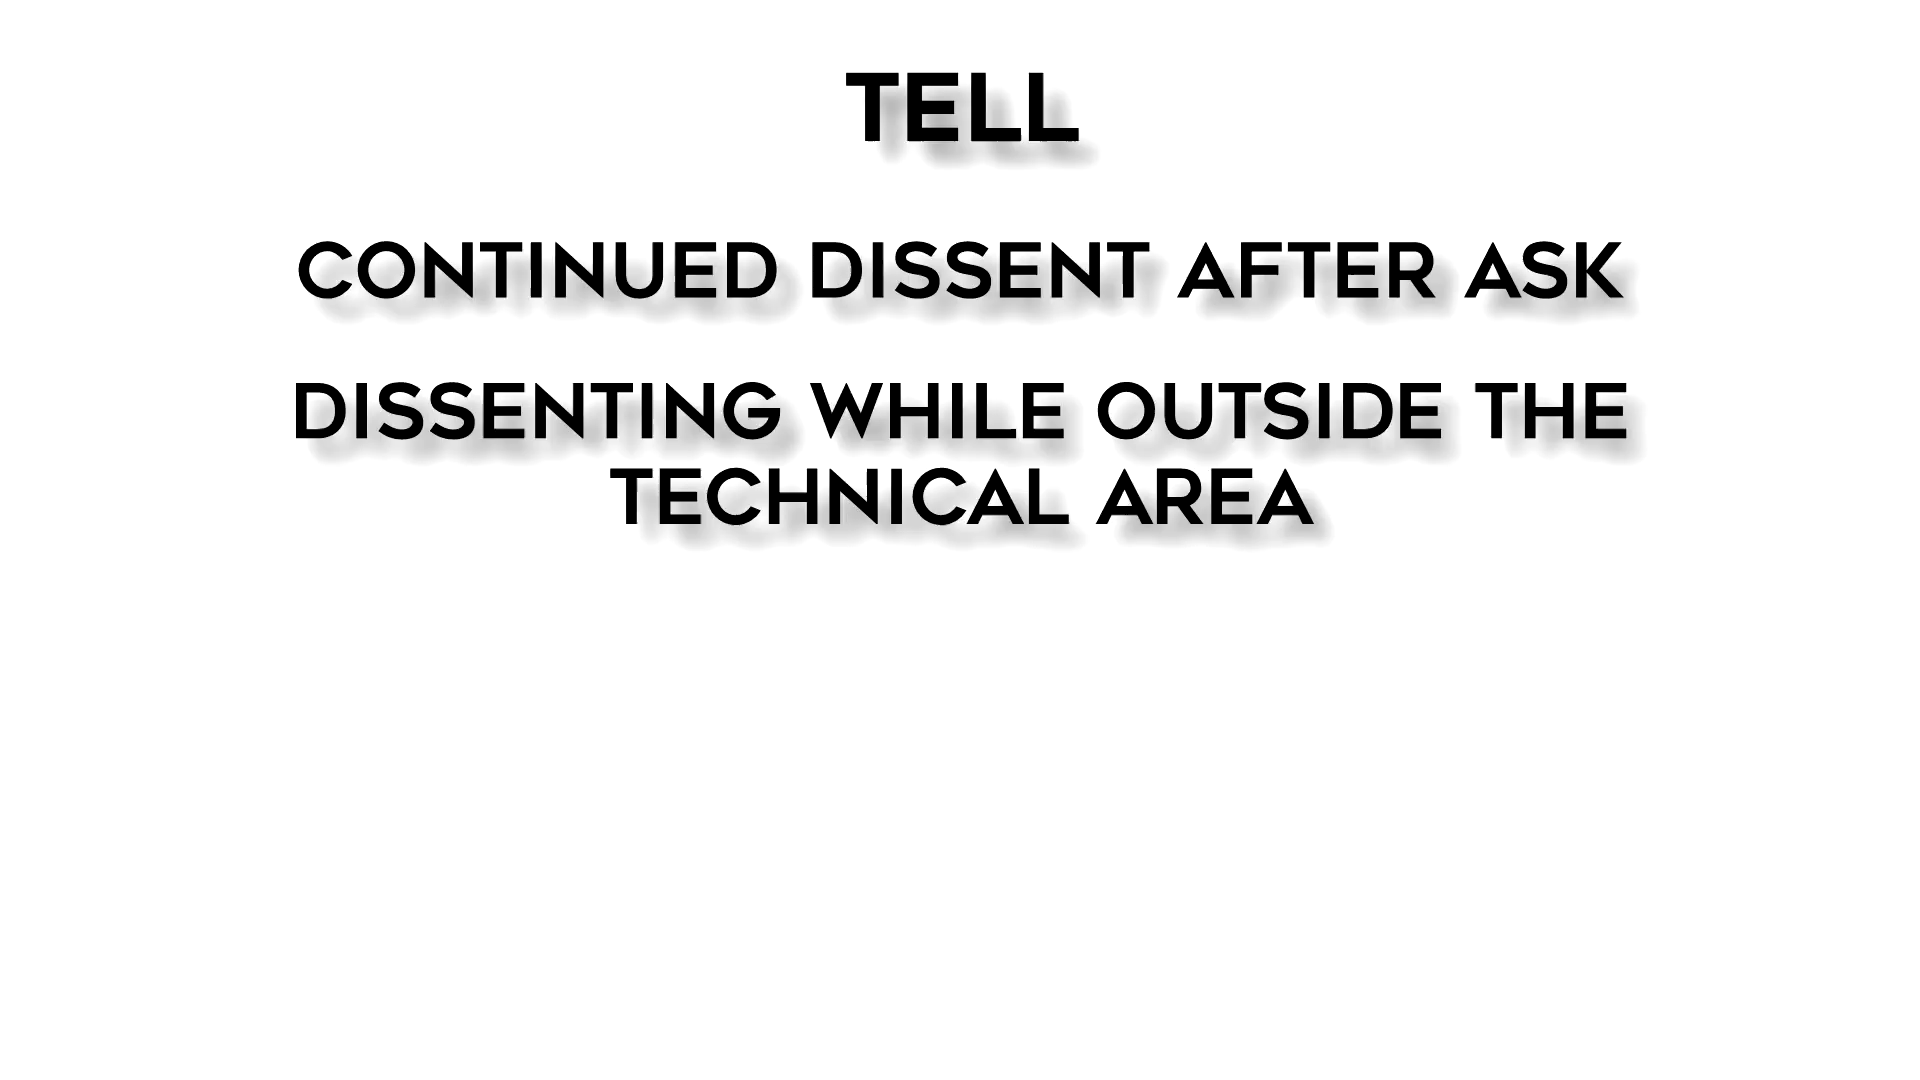 TELL
CONTINUED DISSENT AFTER ASK
DISSENTING WHILE OUTSIDE THE
TECHNICAL AREA